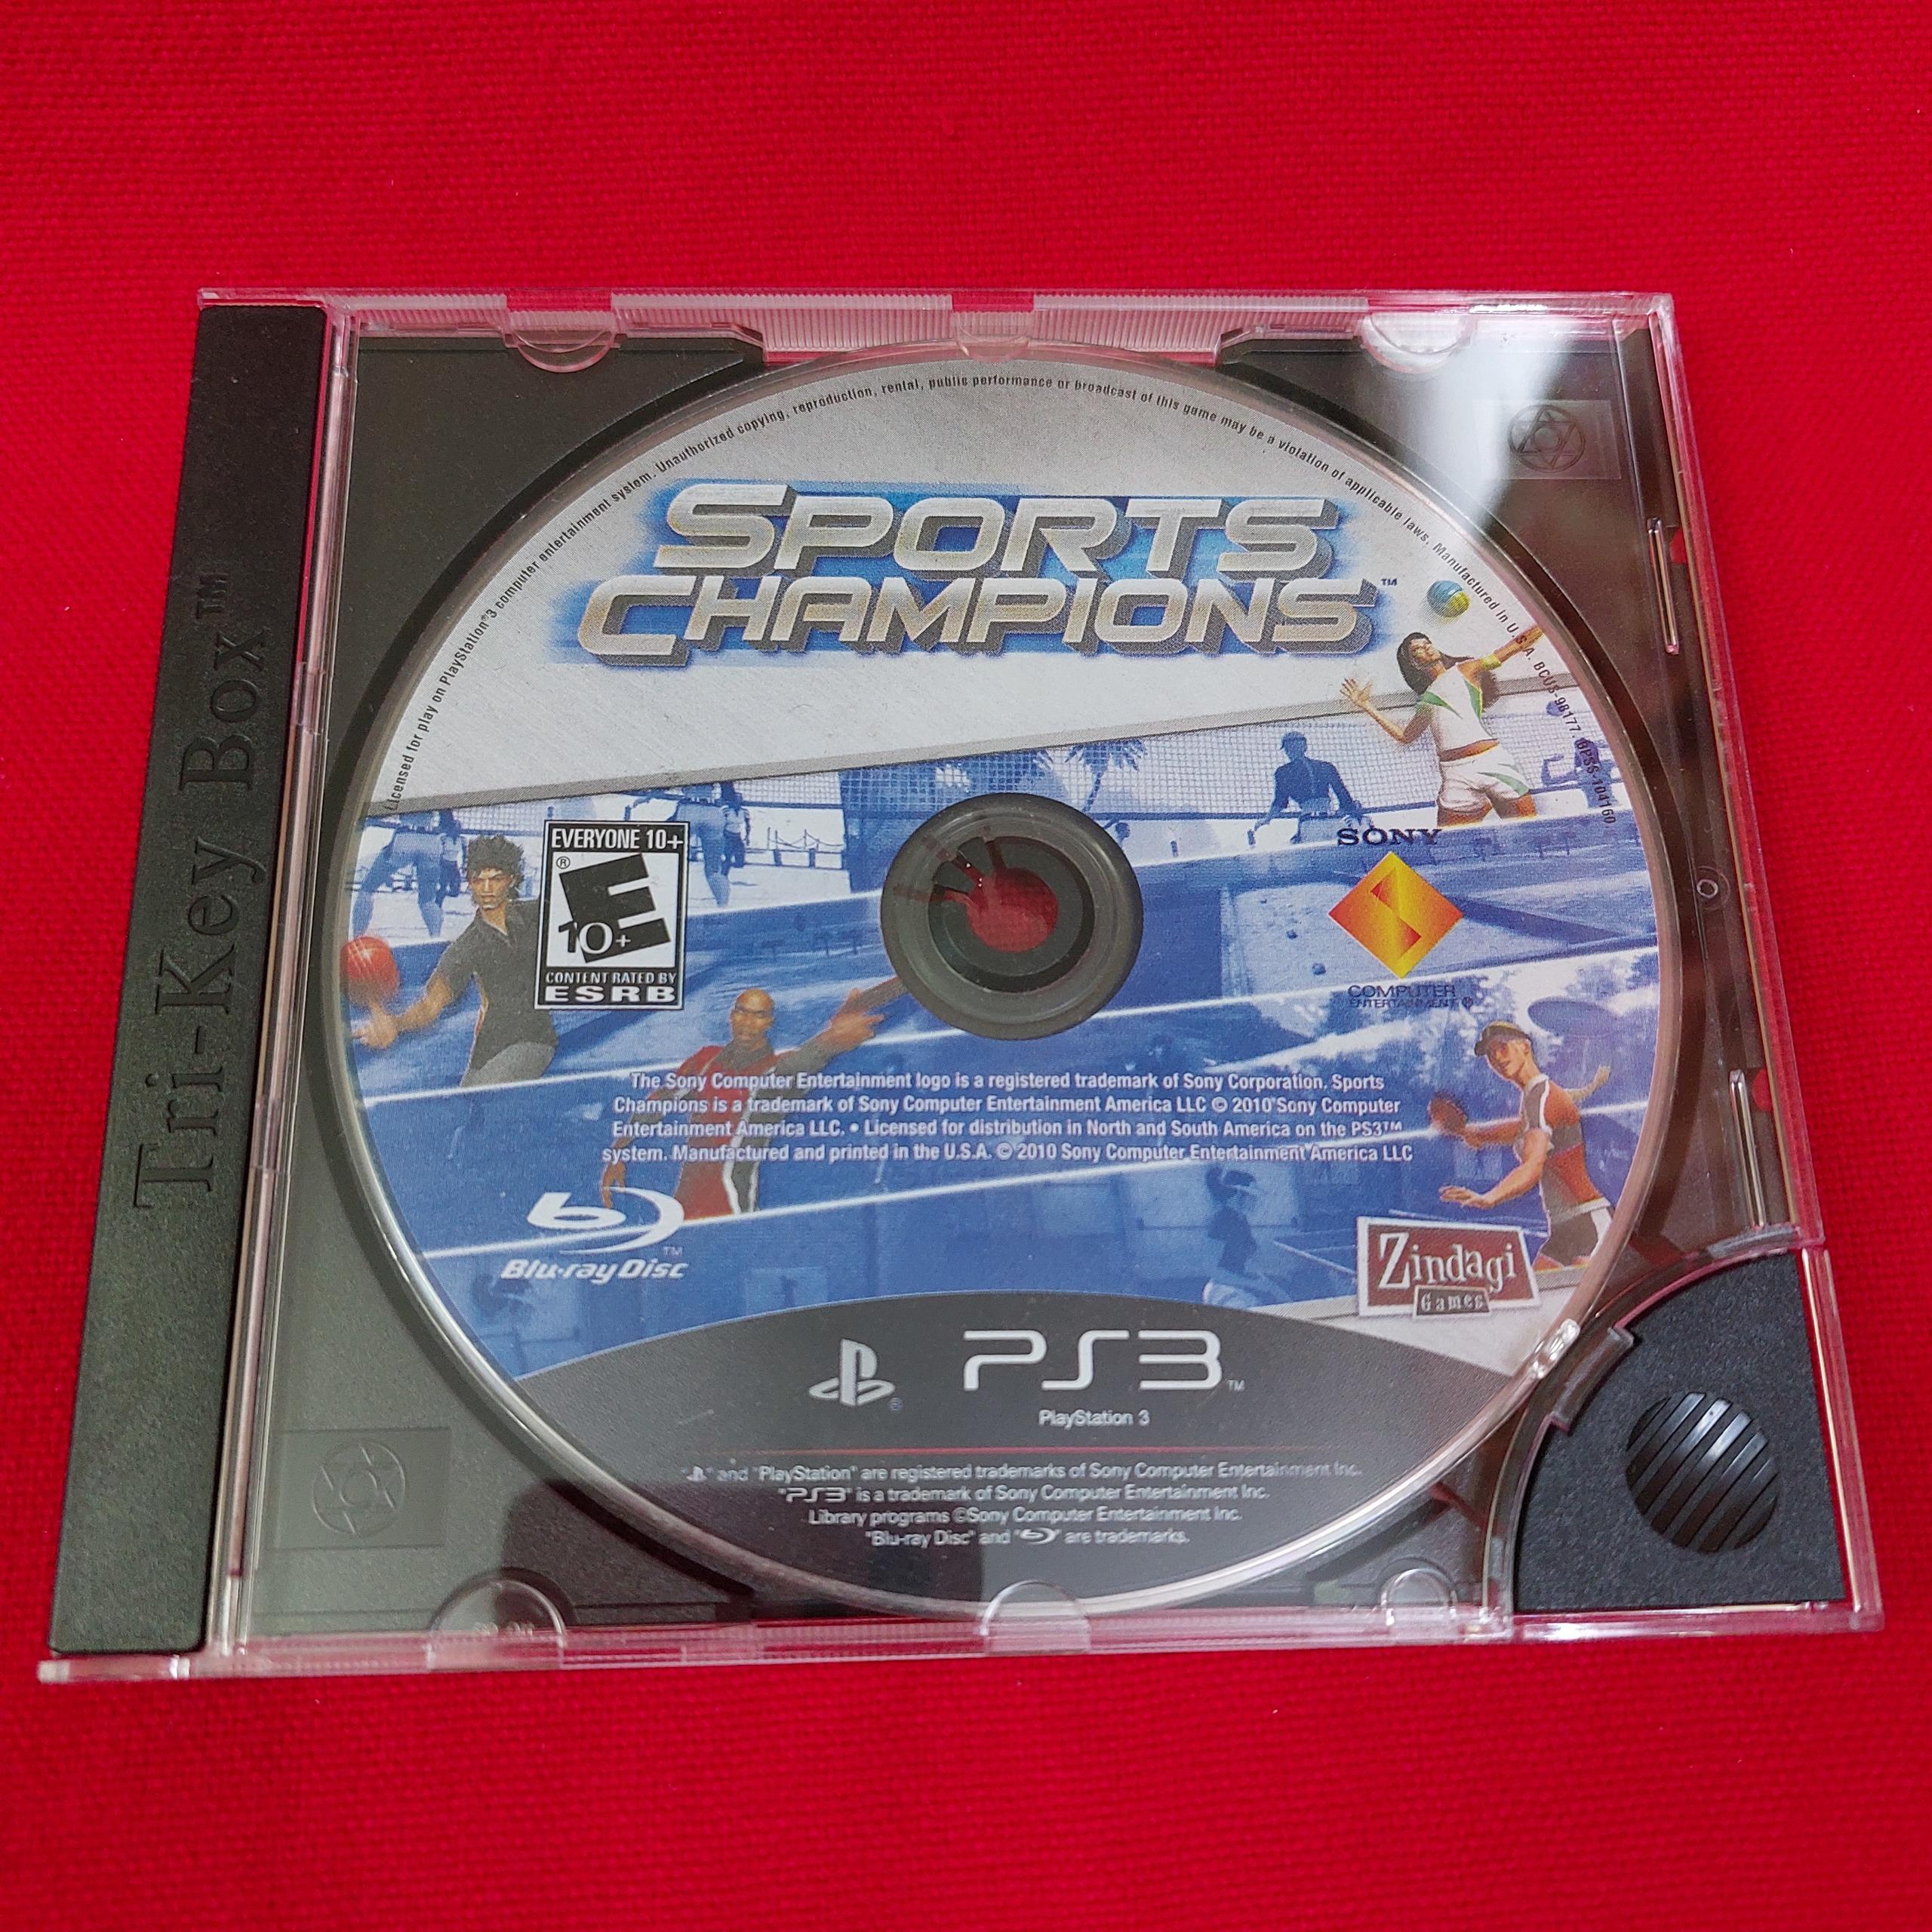 Tri-Key Box™
Licensed for play on PlayStation®3 computer entertainment system. Unauthorized copying, reproduction, rental, public performance or broadcast of this game may be a violation of applicable laws. Manufactured in U.S.A. BCUS-98177.
SPORTS
CHAMPIONS™
EVERYONE 10+
®
E
10+
CONTENT RATED BY
ESRB
SONY
COMPUTER
ENTERTAINMENT®
The Sony Computer Entertainment logo is a registered trademark of Sony Corporation. Sports
Champions is a trademark of Sony Computer Entertainment America LLC © 2010 Sony Computer
Entertainment America LLC. • Licensed for distribution in North and South America on the PS3™
system. Manufactured and printed in the U.S.A. © 2010 Sony Computer Entertainment America LLC
Blu-ray Disc™
Zindagi
Games
® PS3™
PlayStation 3
" " and "PlayStation" are registered trademarks of Sony Computer Entertainment Inc.
"PS3" is a trademark of Sony Computer Entertainment Inc.
Library programs ©Sony Computer Entertainment Inc.
"Blu-ray Disc" and " " are trademarks.